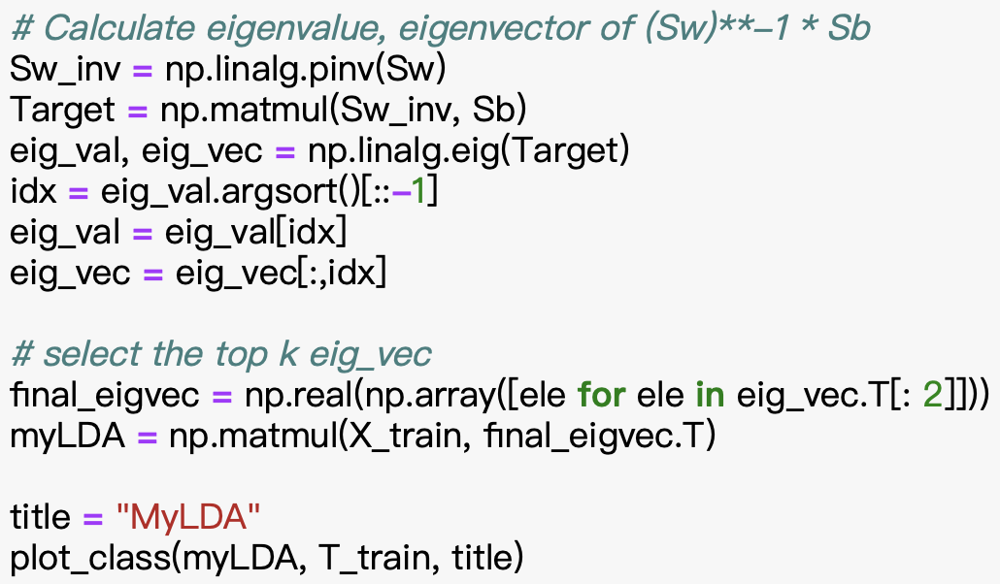 # Calculate eigenvalue, eigenvector of (Sw)**-1 * Sb
Sw_inv = np.linalg.pinv(Sw)
Target = np.matmul(Sw_inv, Sb)
eig_val, eig_vec = np.linalg.eig(Target)
idx = eig_val.argsort()[::-1]
eig_val = eig_val[idx]
eig_vec = eig_vec[:,idx]
# select the top k eig_vec
final_eigvec = np.real(np.array([ele for ele in eig_vec.T[: 2]]))
myLDA = np.matmul(X_train, final_eigvec.T)
title = "MyLDA"
plot_class(myLDA, T_train, title)